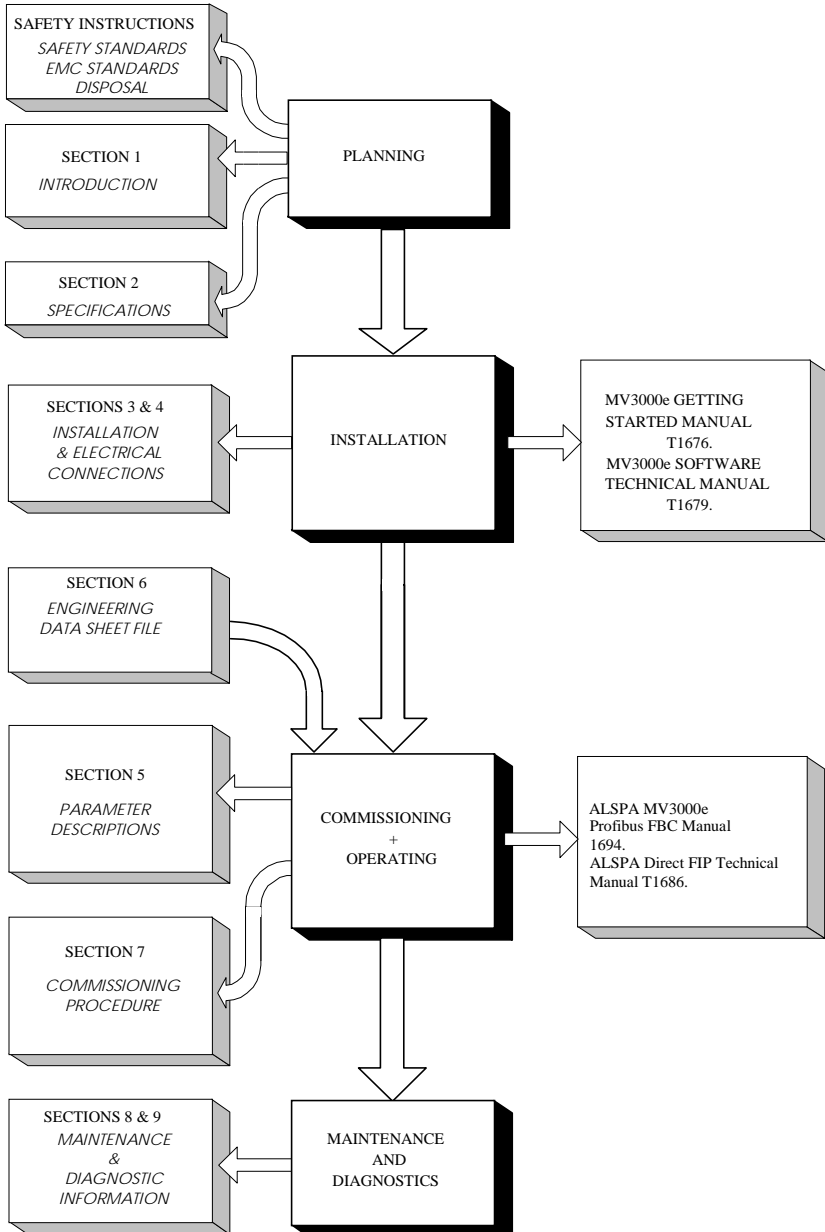 SAFETY INSTRUCTIONS
SAFETY STANDARDS
EMC STANDARDS
DISPOSAL
PLANNING
SECTION 1
INTRODUCTION
SECTION 2
SPECIFICATIONS
SECTIONS 3 & 4
INSTALLATION
& ELECTRICAL
CONNECTIONS
INSTALLATION
MV3000e GETTING
STARTED MANUAL
T1676.
MV3000e SOFTWARE
TECHNICAL MANUAL
T1679.
SECTION 6
ENGINEERING
DATA SHEET FILE
SECTION 5
PARAMETER
DESCRIPTIONS
COMMISSIONING
+
OPERATING
ALSPA MV3000e
Profibus FBC Manual
1694.
ALSPA Direct FIP Technical
Manual T1686.
SECTION 7
COMMISSIONING
PROCEDURE
SECTIONS 8 & 9
MAINTENANCE
&
DIAGNOSTIC
INFORMATION
MAINTENANCE
AND
DIAGNOSTICS